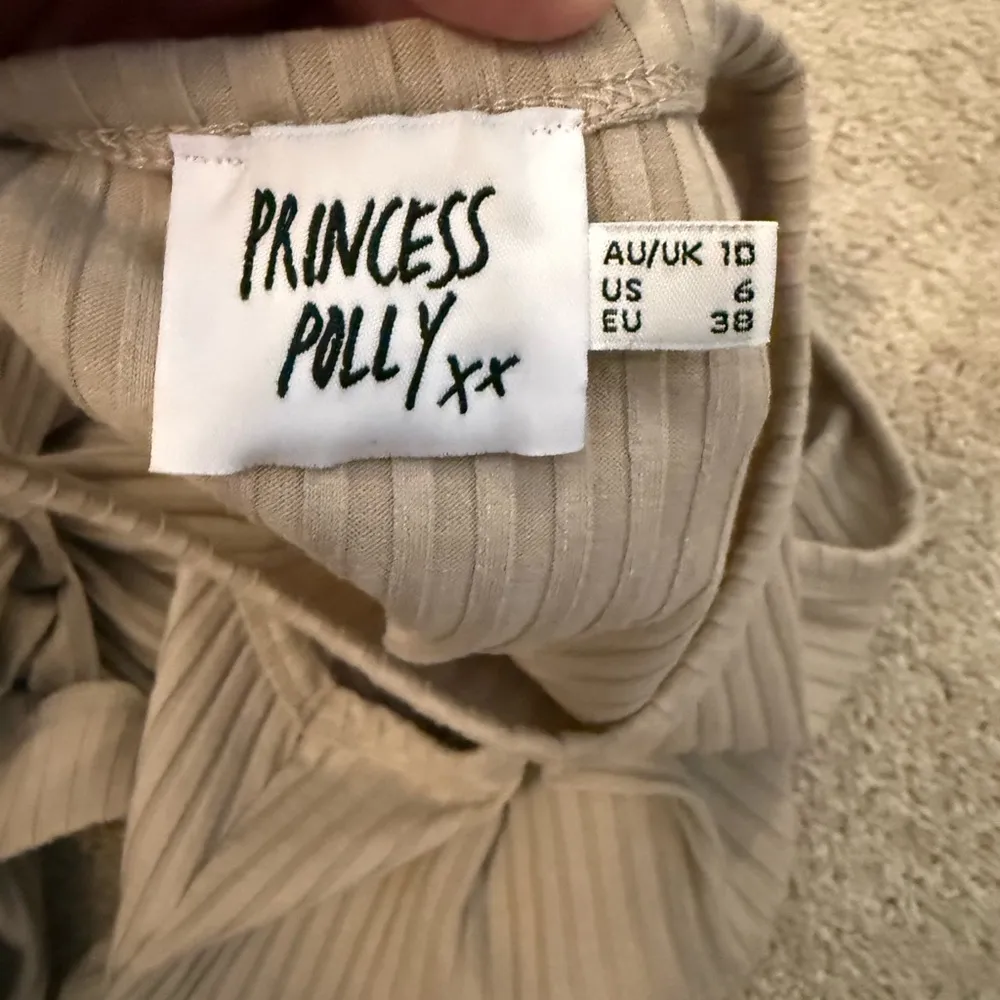 PRINCESS
POLLY xx
AU/UK 10
US 6
EU 38